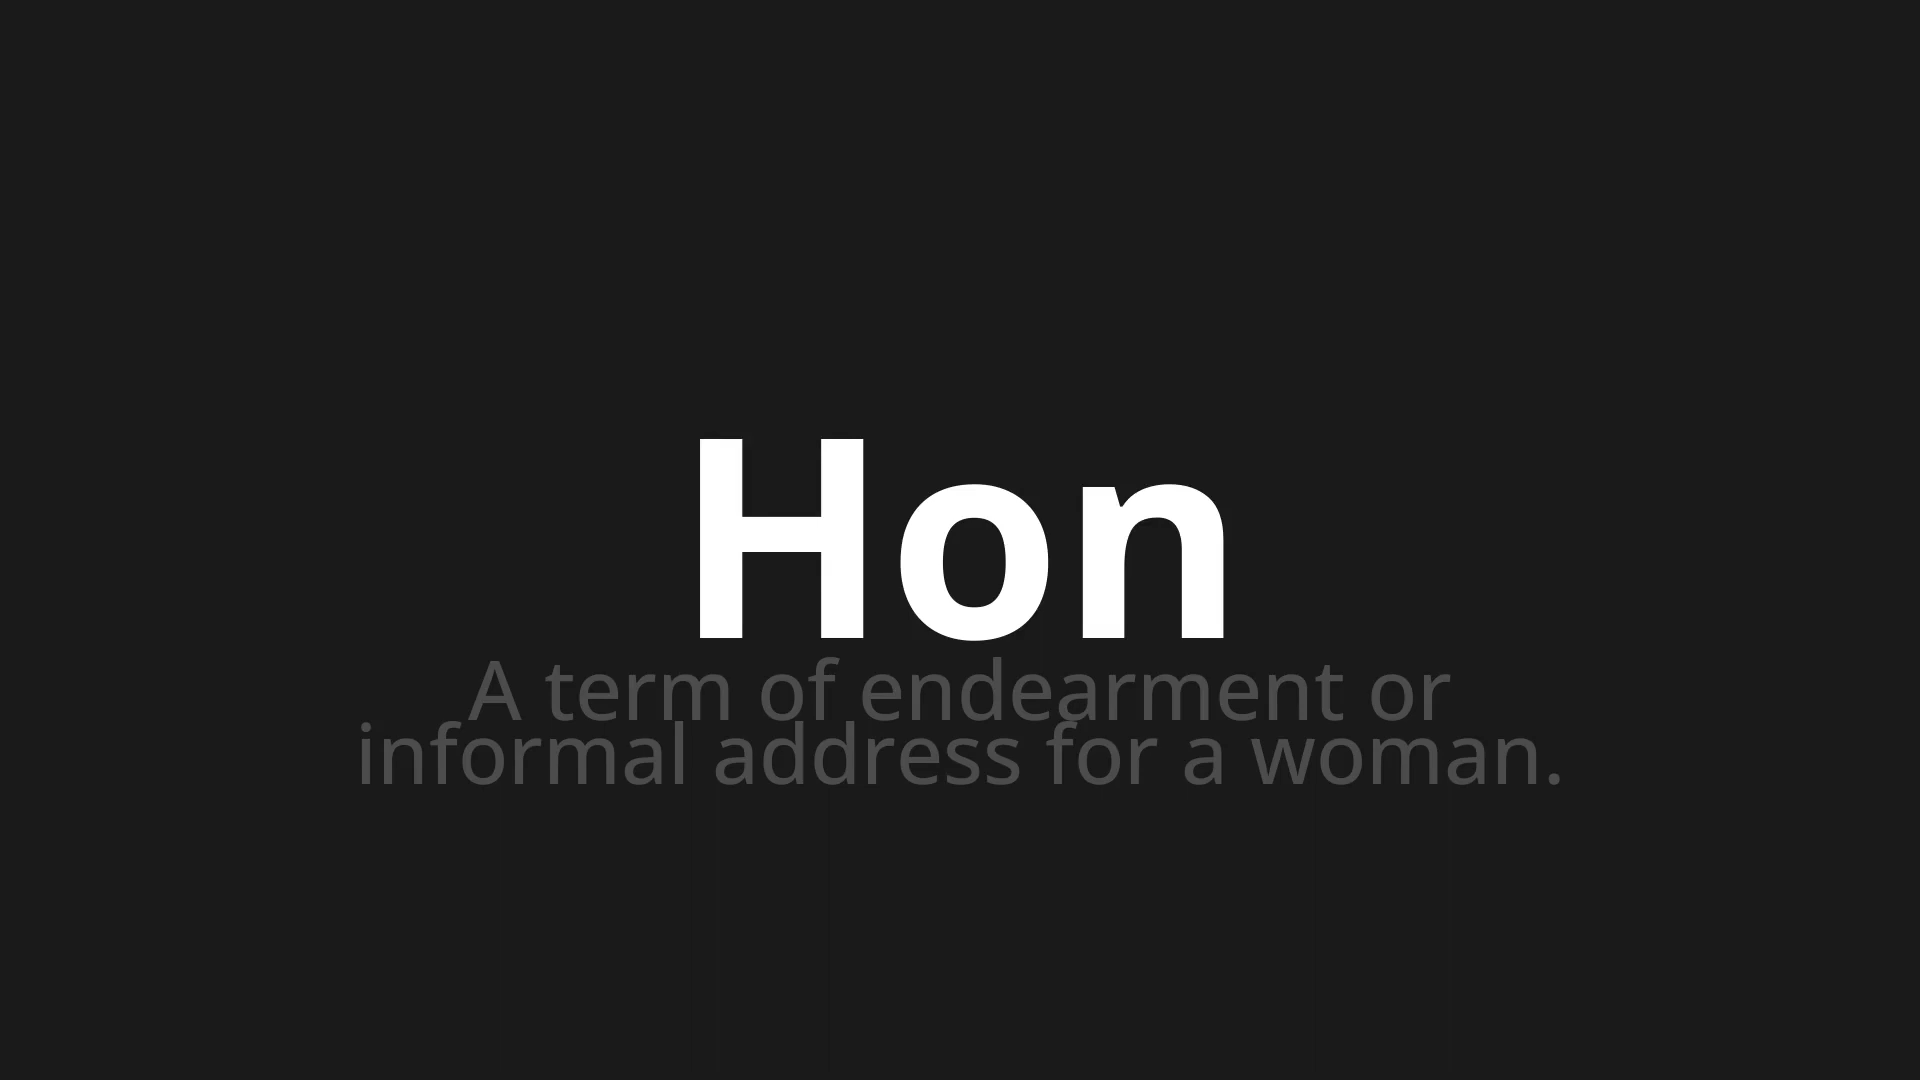 Hon
A term of endearment or
informal address for a woman.